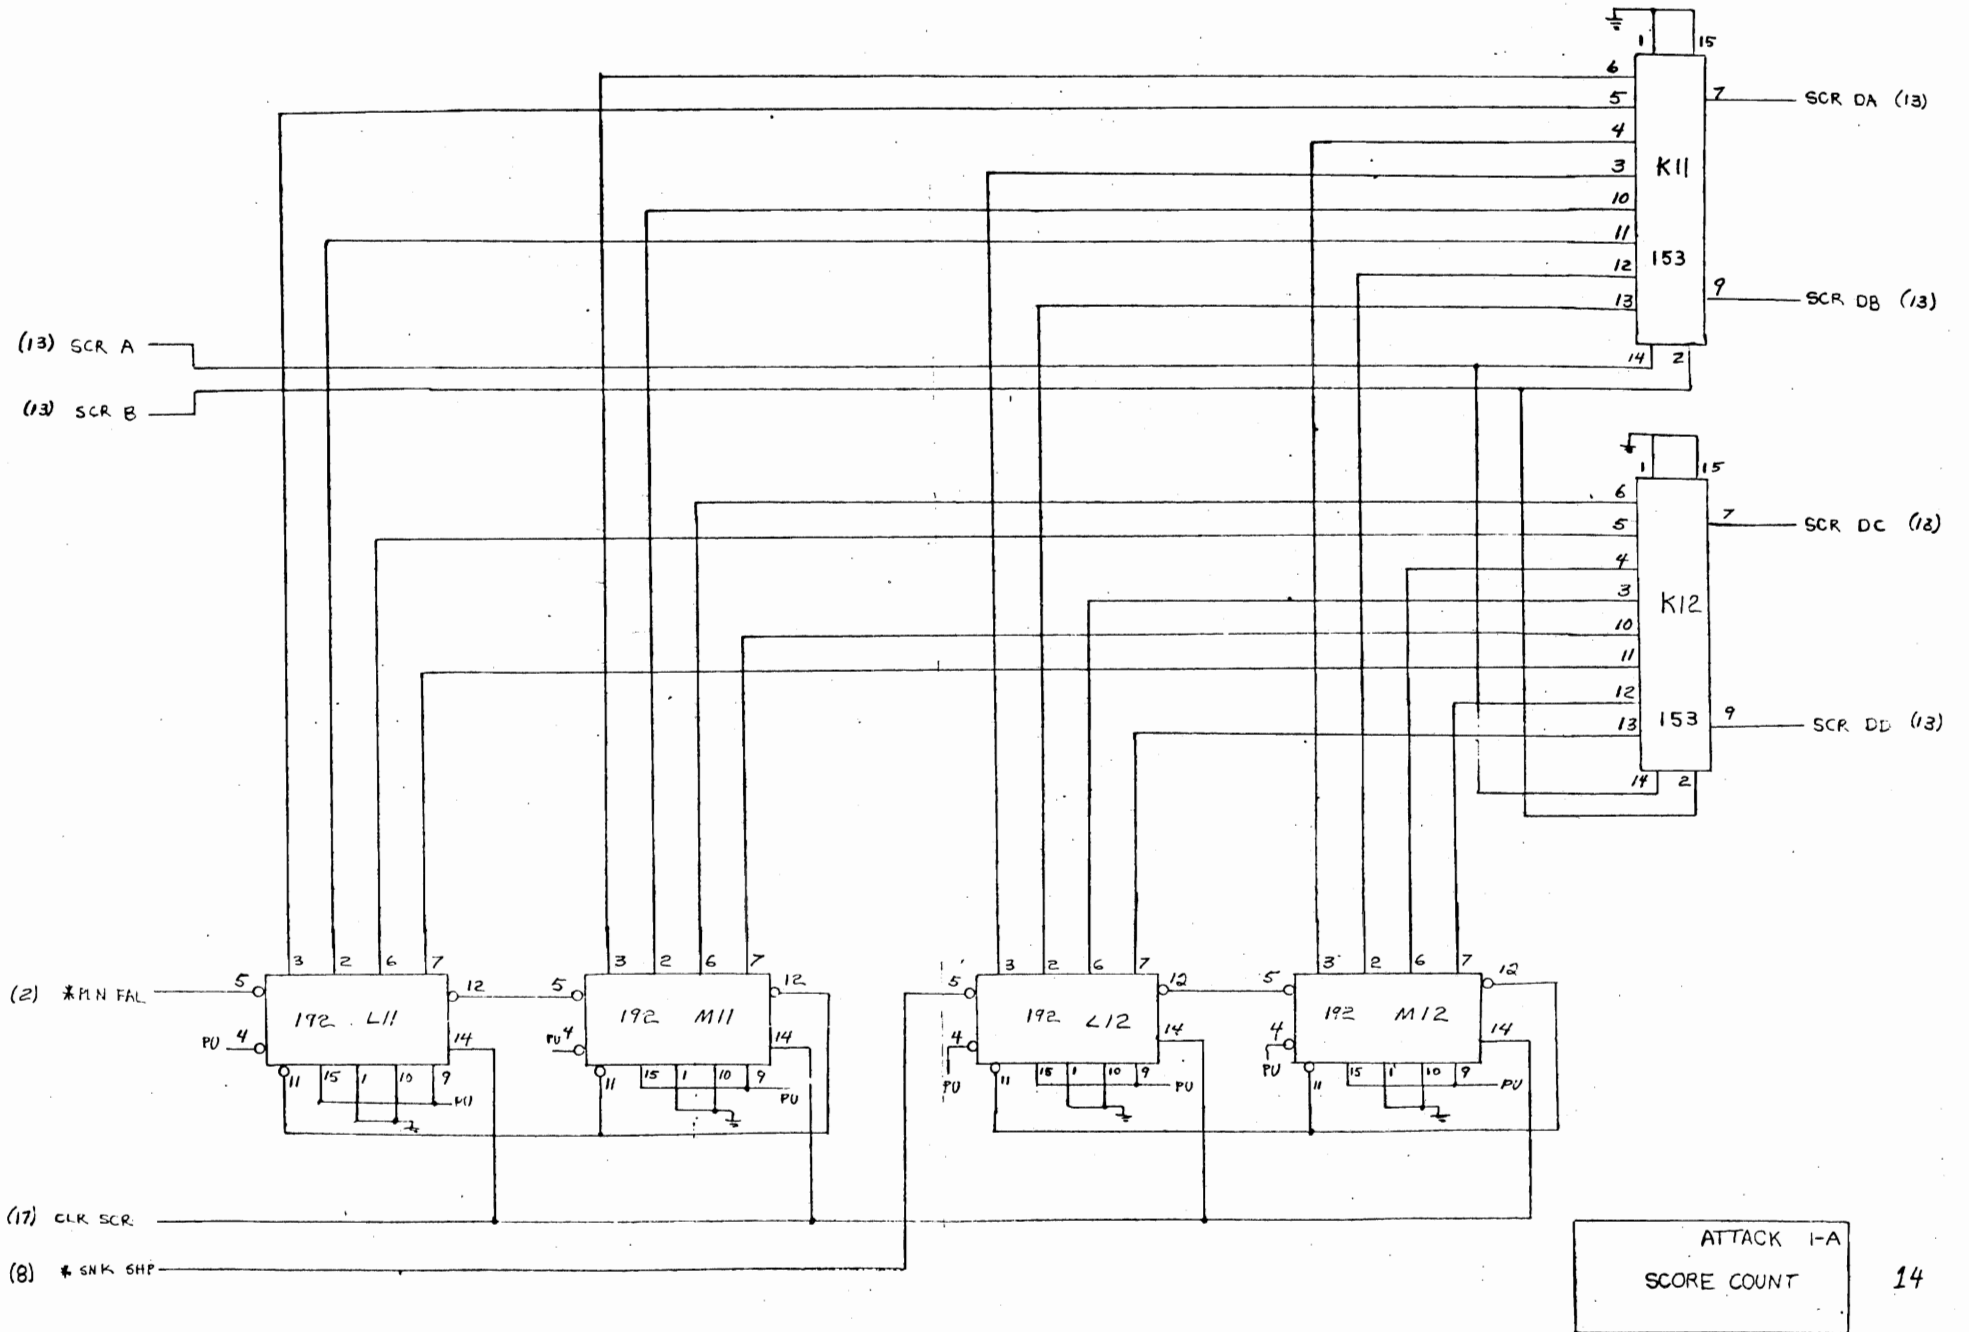 1 15
6
5
4
3
10
11
12
13
K11
153
7 SCR DA (13)
9 SCR DB (13)
14 2
(13) SCR A
(13) SCR B
1 15
6
5
4
3
10
11
12
13
K12
153
7 SCR DC (13)
9 SCR DD (13)
14 2
3 2 6 7
(2) *MN FAL 5
PU 4
192 L11
12
14
11 15 1 10 9
PU
3 2 6 7
5
PU 4
192 M11
12
14
11 15 1 10 9
PU
3 2 6 7
5
4
PU
192 L12
12
14
11 15 1 10 9
PU
3 2 6 7
5
4
PU
192 M12
12
14
11 15 1 10 9
PU
(17) CLR SCR
(8) * SNK SHP
ATTACK 1-A
SCORE COUNT
14